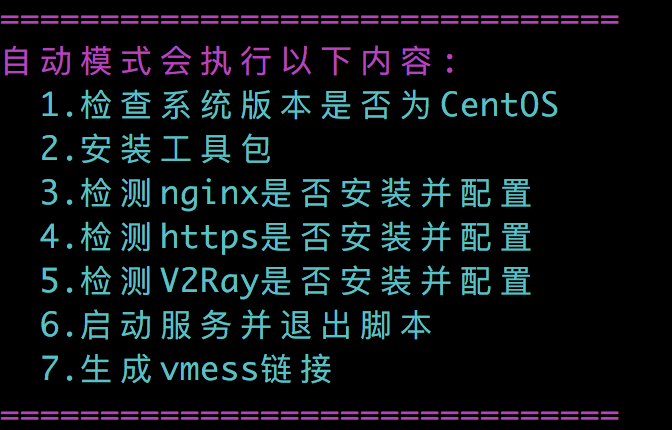 ===============================
自动模式会执行以下内容：
  1.检查系统版本是否为CentOS
  2.安装工具包
  3.检测nginx是否安装并配置
  4.检测https是否安装并配置
  5.检测V2Ray是否安装并配置
  6.启动服务并退出脚本
  7.生成vmess链接
===============================